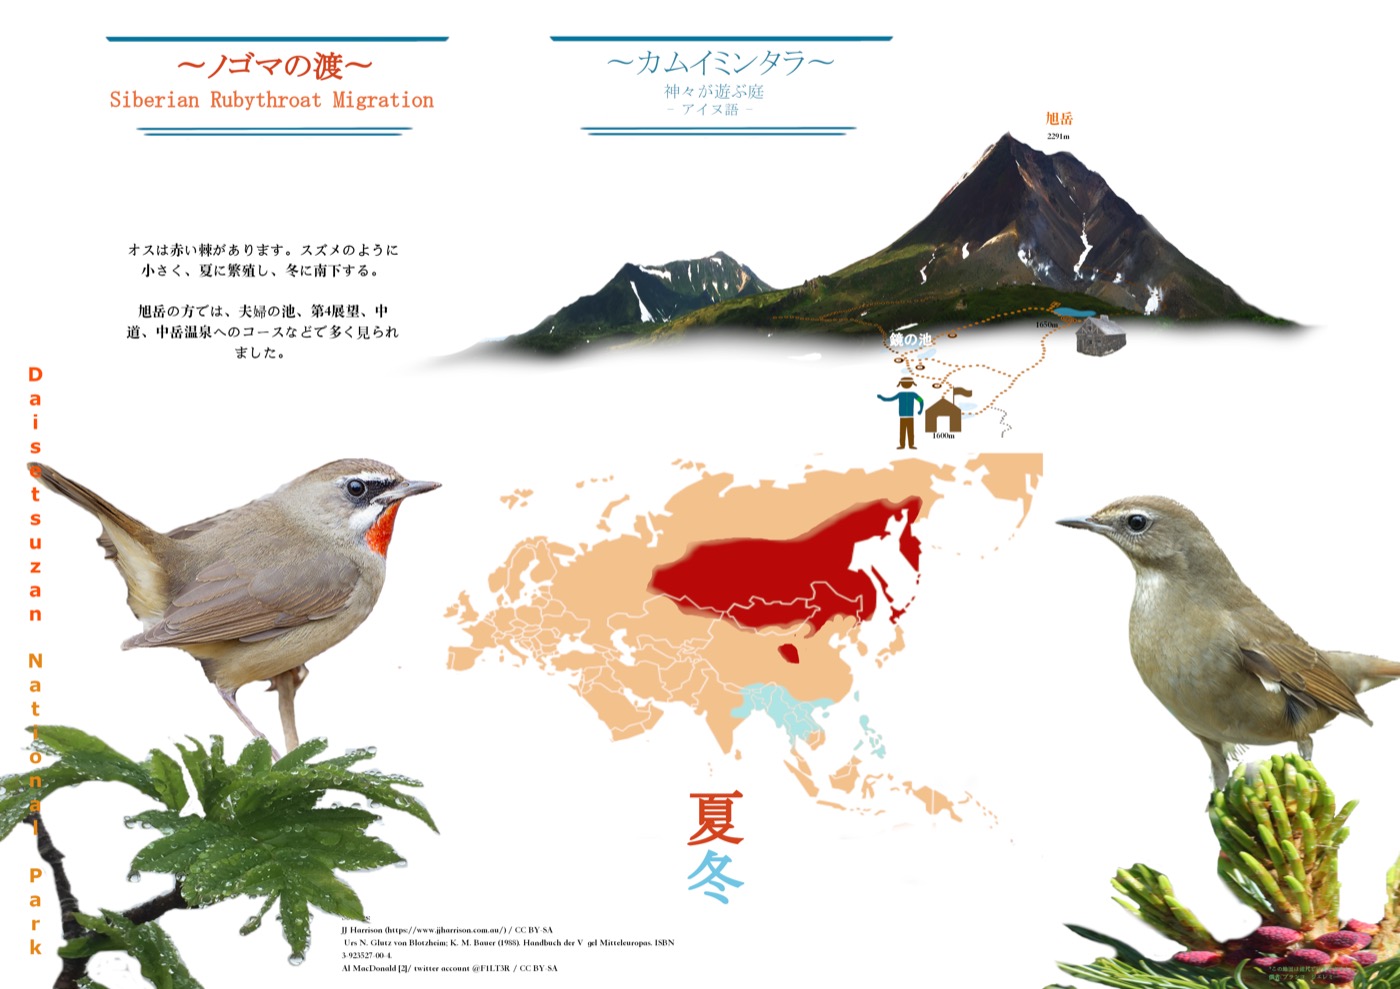 ～ノゴマの渡～
Siberian Rubythroat Migration
～カムイミンタラ～
神々が遊ぶ庭
- アイヌ語 -
旭岳
2291m
オスは赤い棘があります。スズメのように
小さく、夏に繁殖し、冬に南下する。
旭岳の方では、夫婦の池、第4展望、中
道、中岳温泉へのコースなどで多く見られ
ました。
1650m
鏡の池
1600m
Daisetsuzan National Park
夏
冬
JJ Harrison (https://www.jjharrison.com.au/) / CC BY-SA
Urs N. Glutz von Blotzheim; K. M. Bauer (1988). Handbuch der V gel Mitteleuropas. ISBN
3-923527-00-4.
Al MacDonald [2]/ twitter account @F1LT3R / CC BY-SA